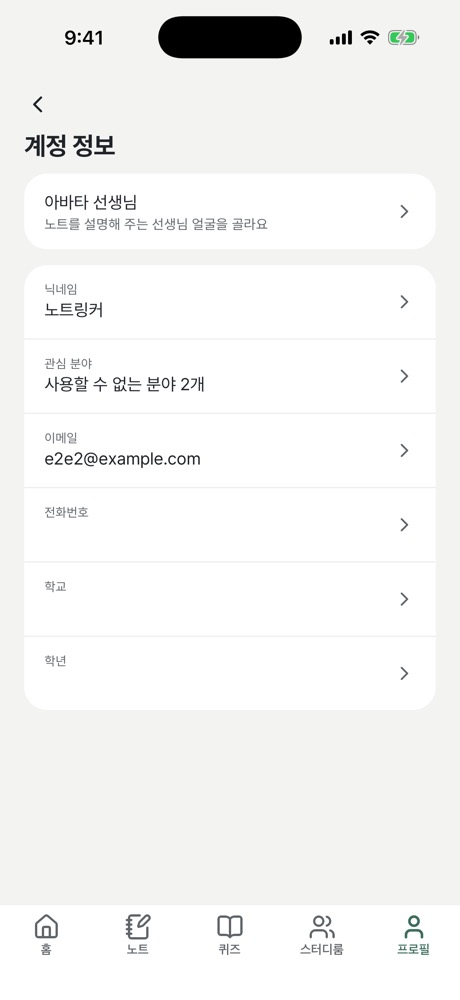 9:41
계정 정보
아바타 선생님
노트를 설명해 주는 선생님 얼굴을 골라요
닉네임
노트링커
관심 분야
사용할 수 없는 분야 2개
이메일
e2e2@example.com
전화번호
학교
학년
홈
노트
퀴즈
스터디룸
프로필